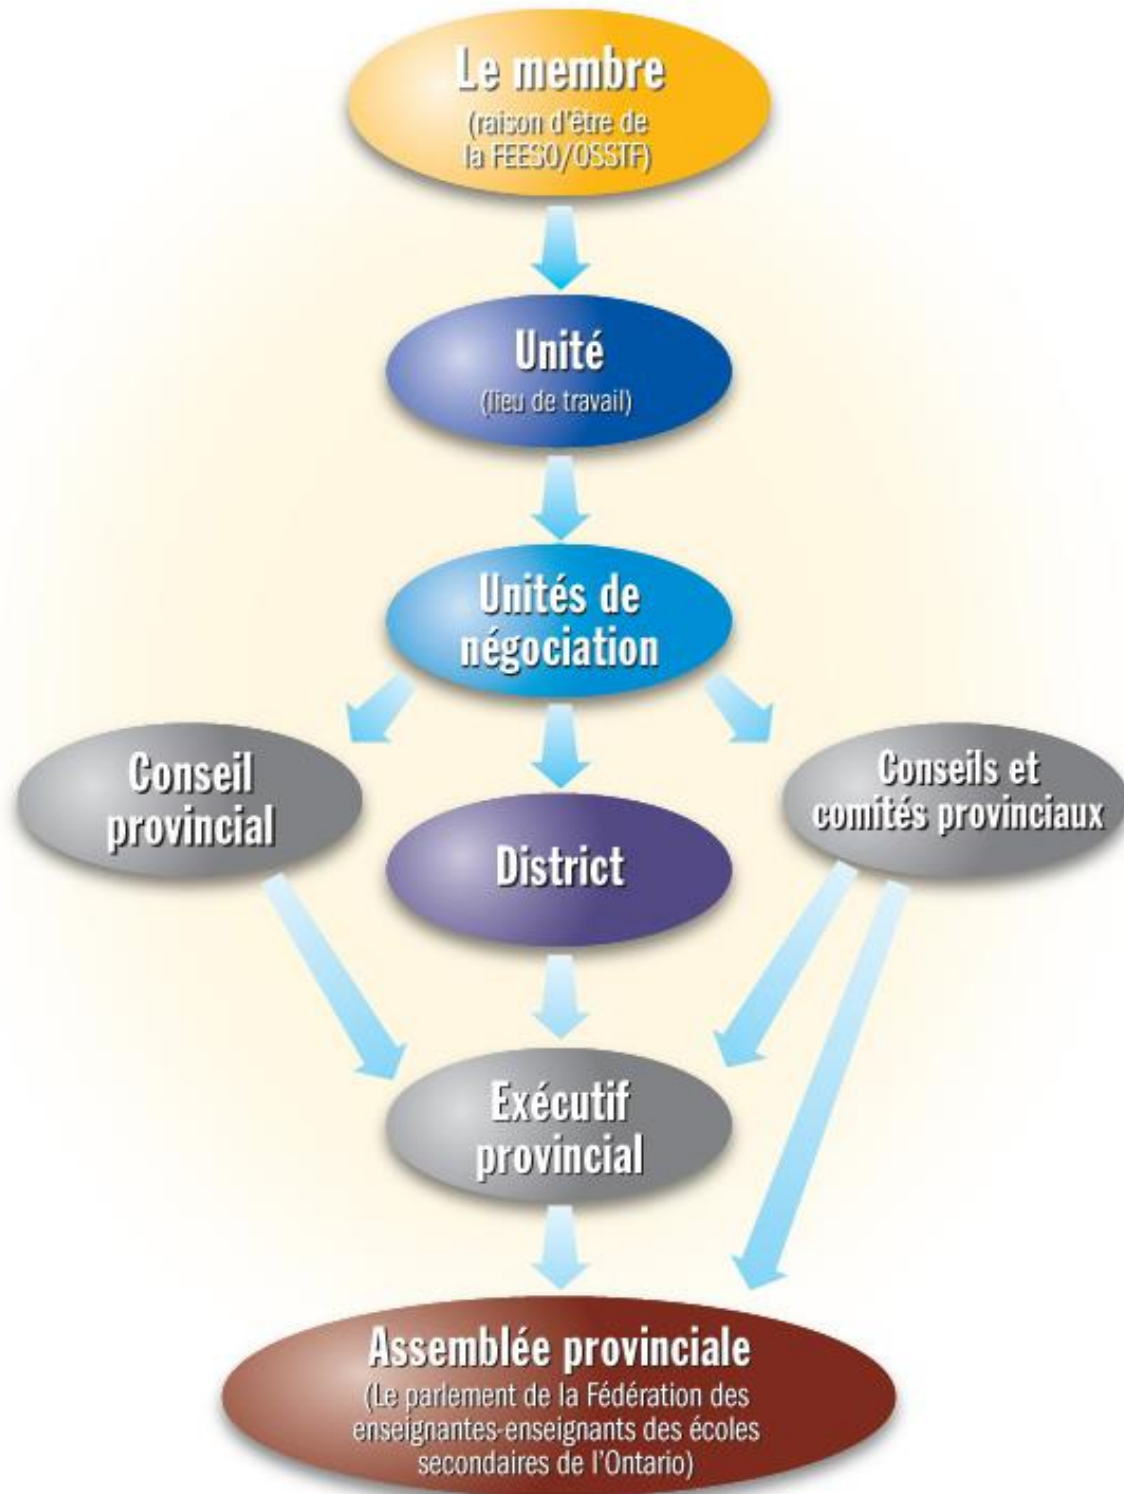 Le membre
(raison d'être de
la FEESO/OSSTF)
Unité
(lieu de travail)
Unités de
négociation
Conseil
provincial
Conseils et
comités provinciaux
District
Exécutif
provincial
Assemblée provinciale
(Le parlement de la Fédération des
enseignantes-enseignants des écoles
secondaires de l'Ontario)